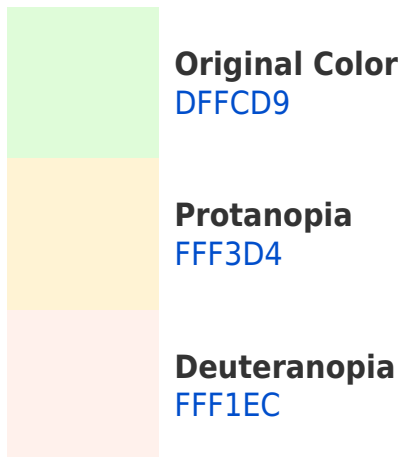 Original Color
DFFCD9
Protanopia
FFF3D4
Deuteranopia
FFF1EC